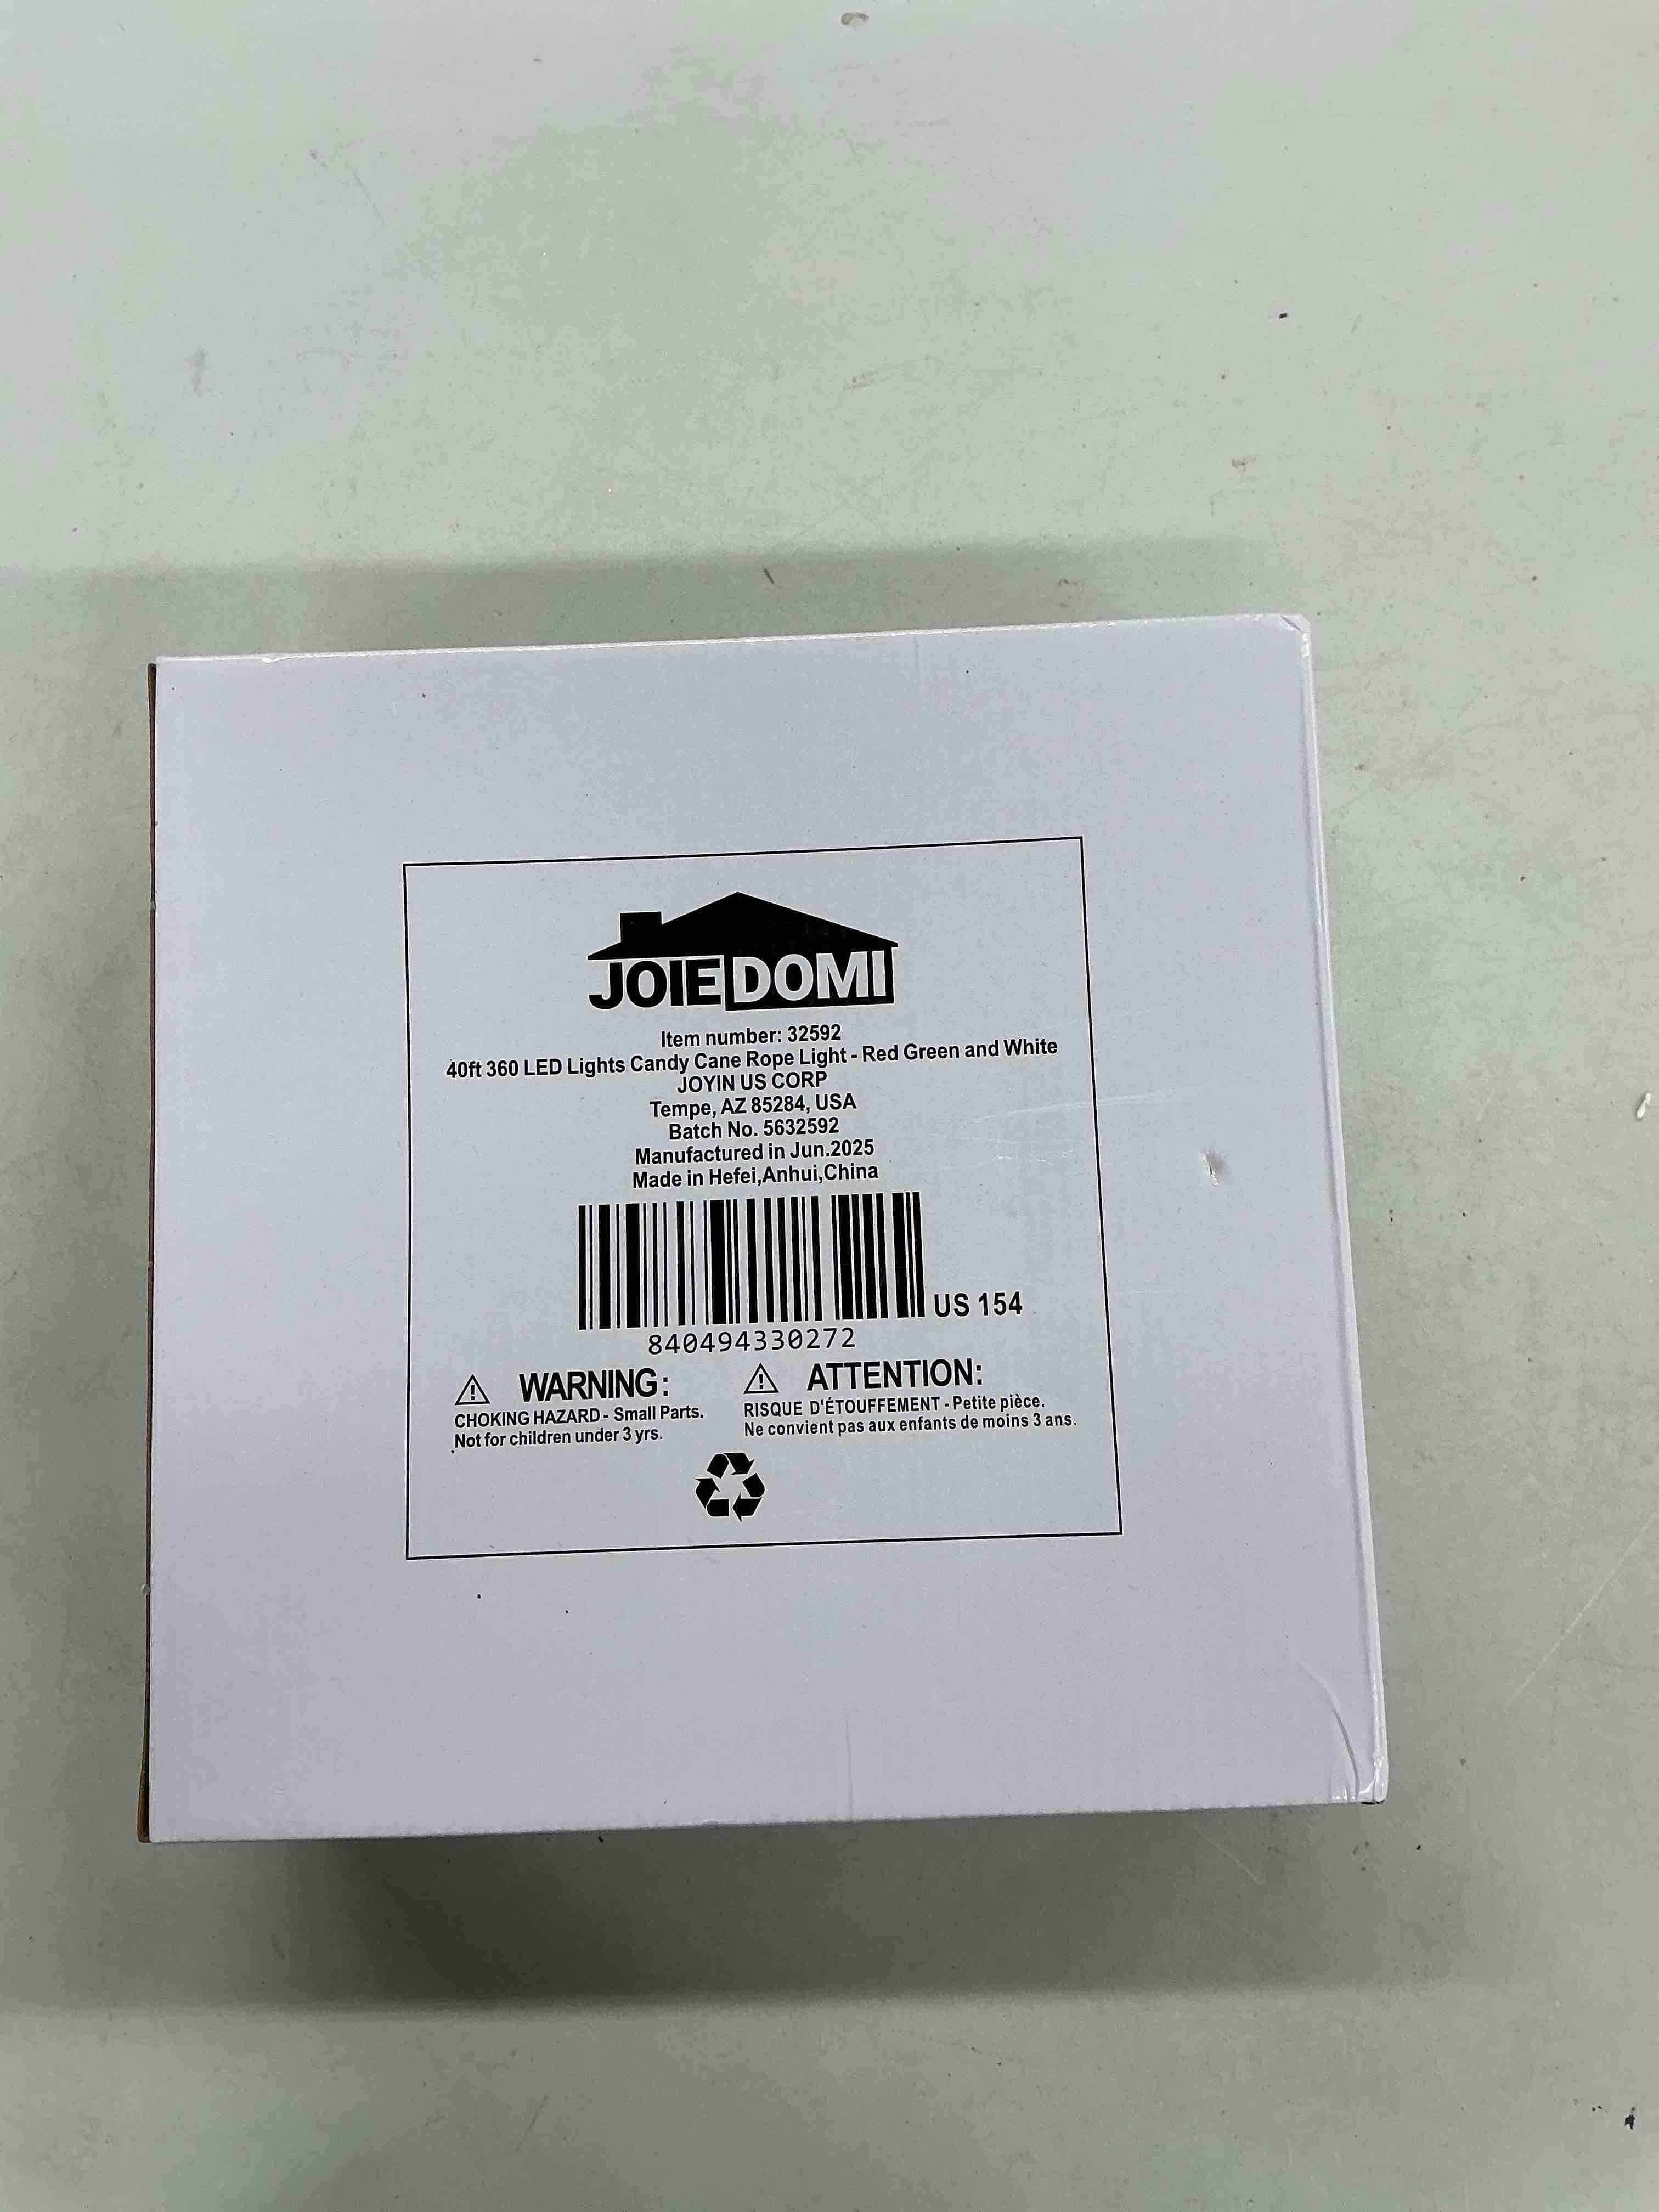 JOIEDOMI
Item number: 32592
40ft 360 LED Lights Candy Cane Rope Light - Red Green and White
JOYIN US CORP
Tempe, AZ 85284, USA
Batch No. 5632592
Manufactured in Jun.2025
Made in Hefei,Anhui,China
US 154
840494330272
WARNING:
CHOKING HAZARD - Small Parts.
Not for children under 3 yrs.
ATTENTION:
RISQUE D'ÉTOUFFEMENT - Petite pièce.
Ne convient pas aux enfants de moins 3 ans.